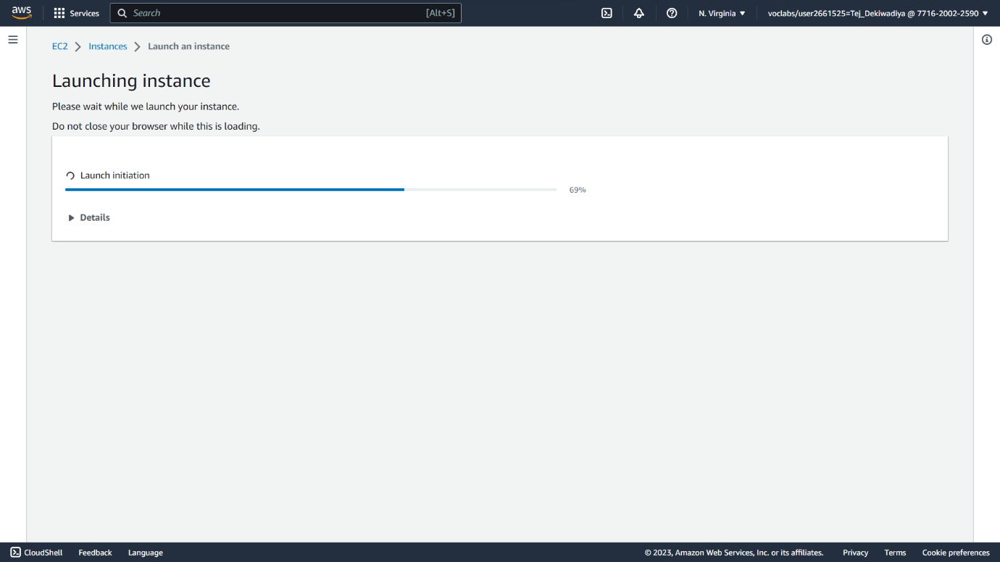 aws Services Search [Alt+S] N. Virginia voclabs/user2661525=Tej_Dekiwadiya @ 7716-2002-2590
EC2 Instances Launch an instance
Launching instance
Please wait while we launch your instance.
Do not close your browser while this is loading.
Launch initiation
69%
Details
CloudShell Feedback Language © 2023, Amazon Web Services, Inc. or its affiliates. Privacy Terms Cookie preferences